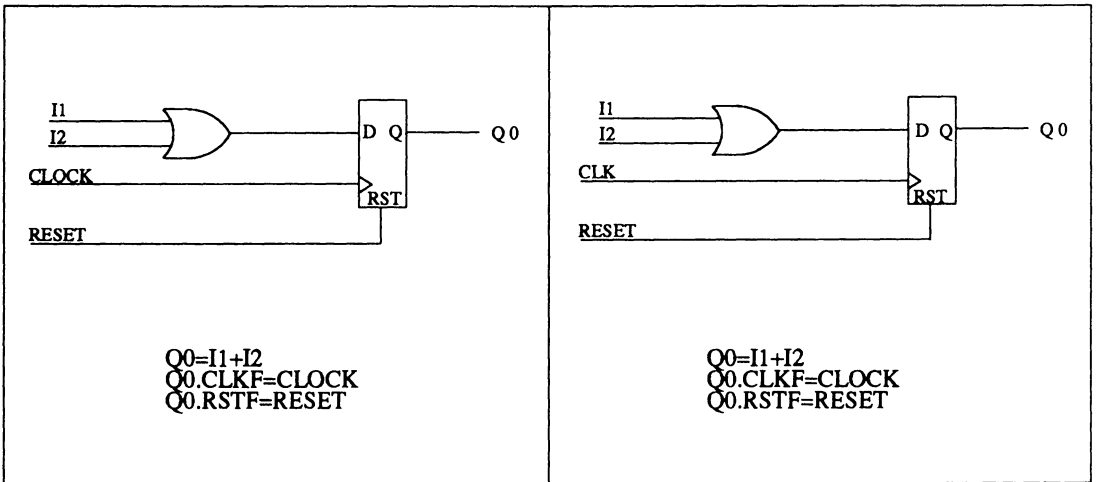 I1
I2
CLOCK
RESET
D Q
RST
Q0
Q0=I1+I2
Q0.CLKF=CLOCK
Q0.RSTF=RESET
I1
I2
CLK
RESET
D Q
RST
Q0
Q0=I1+I2
Q0.CLKF=CLOCK
Q0.RSTF=RESET